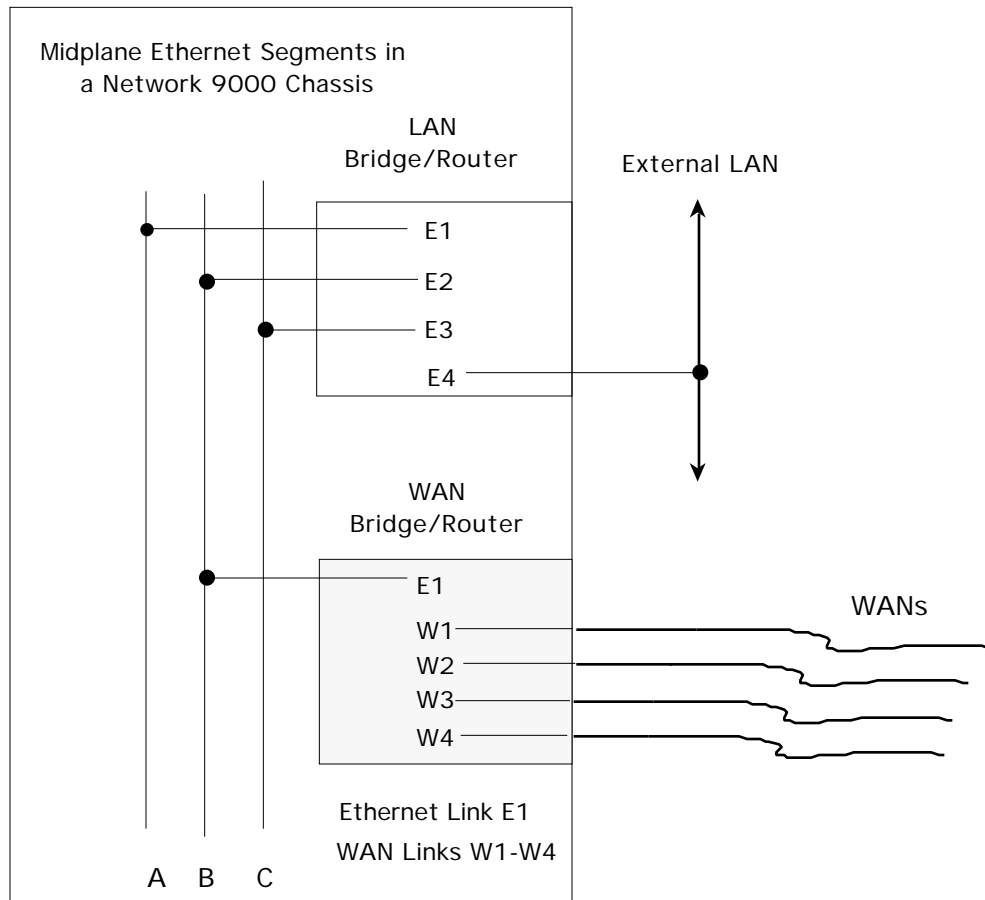 Midplane Ethernet Segments in
a Network 9000 Chassis
LAN
Bridge/Router
External LAN
E1
E2
E3
E4
WAN
Bridge/Router
E1
WANs
W1
W2
W3
W4
Ethernet Link E1
WAN Links W1-W4
A B C